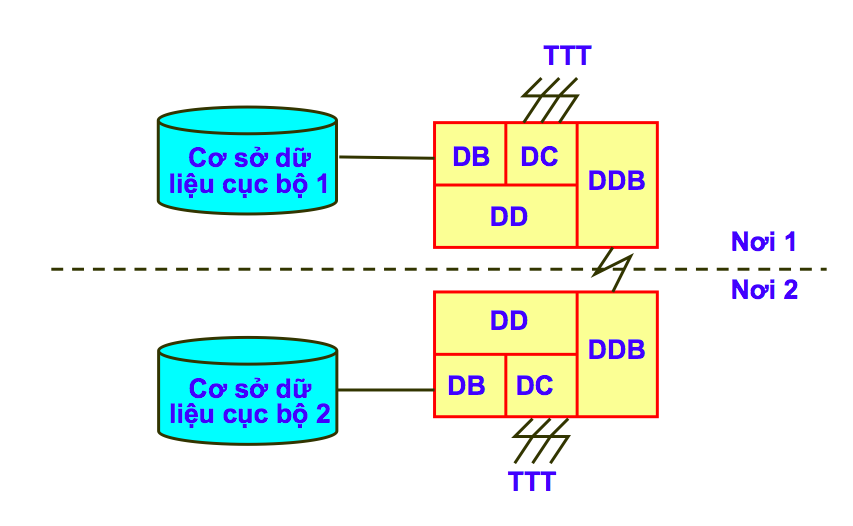 TTT
Cơ sở dữ
liệu cục bộ 1
DB
DC
DDB
DD
Nơi 1
Nơi 2
DD
DDB
Cơ sở dữ
liệu cục bộ 2
DB
DC
TTT